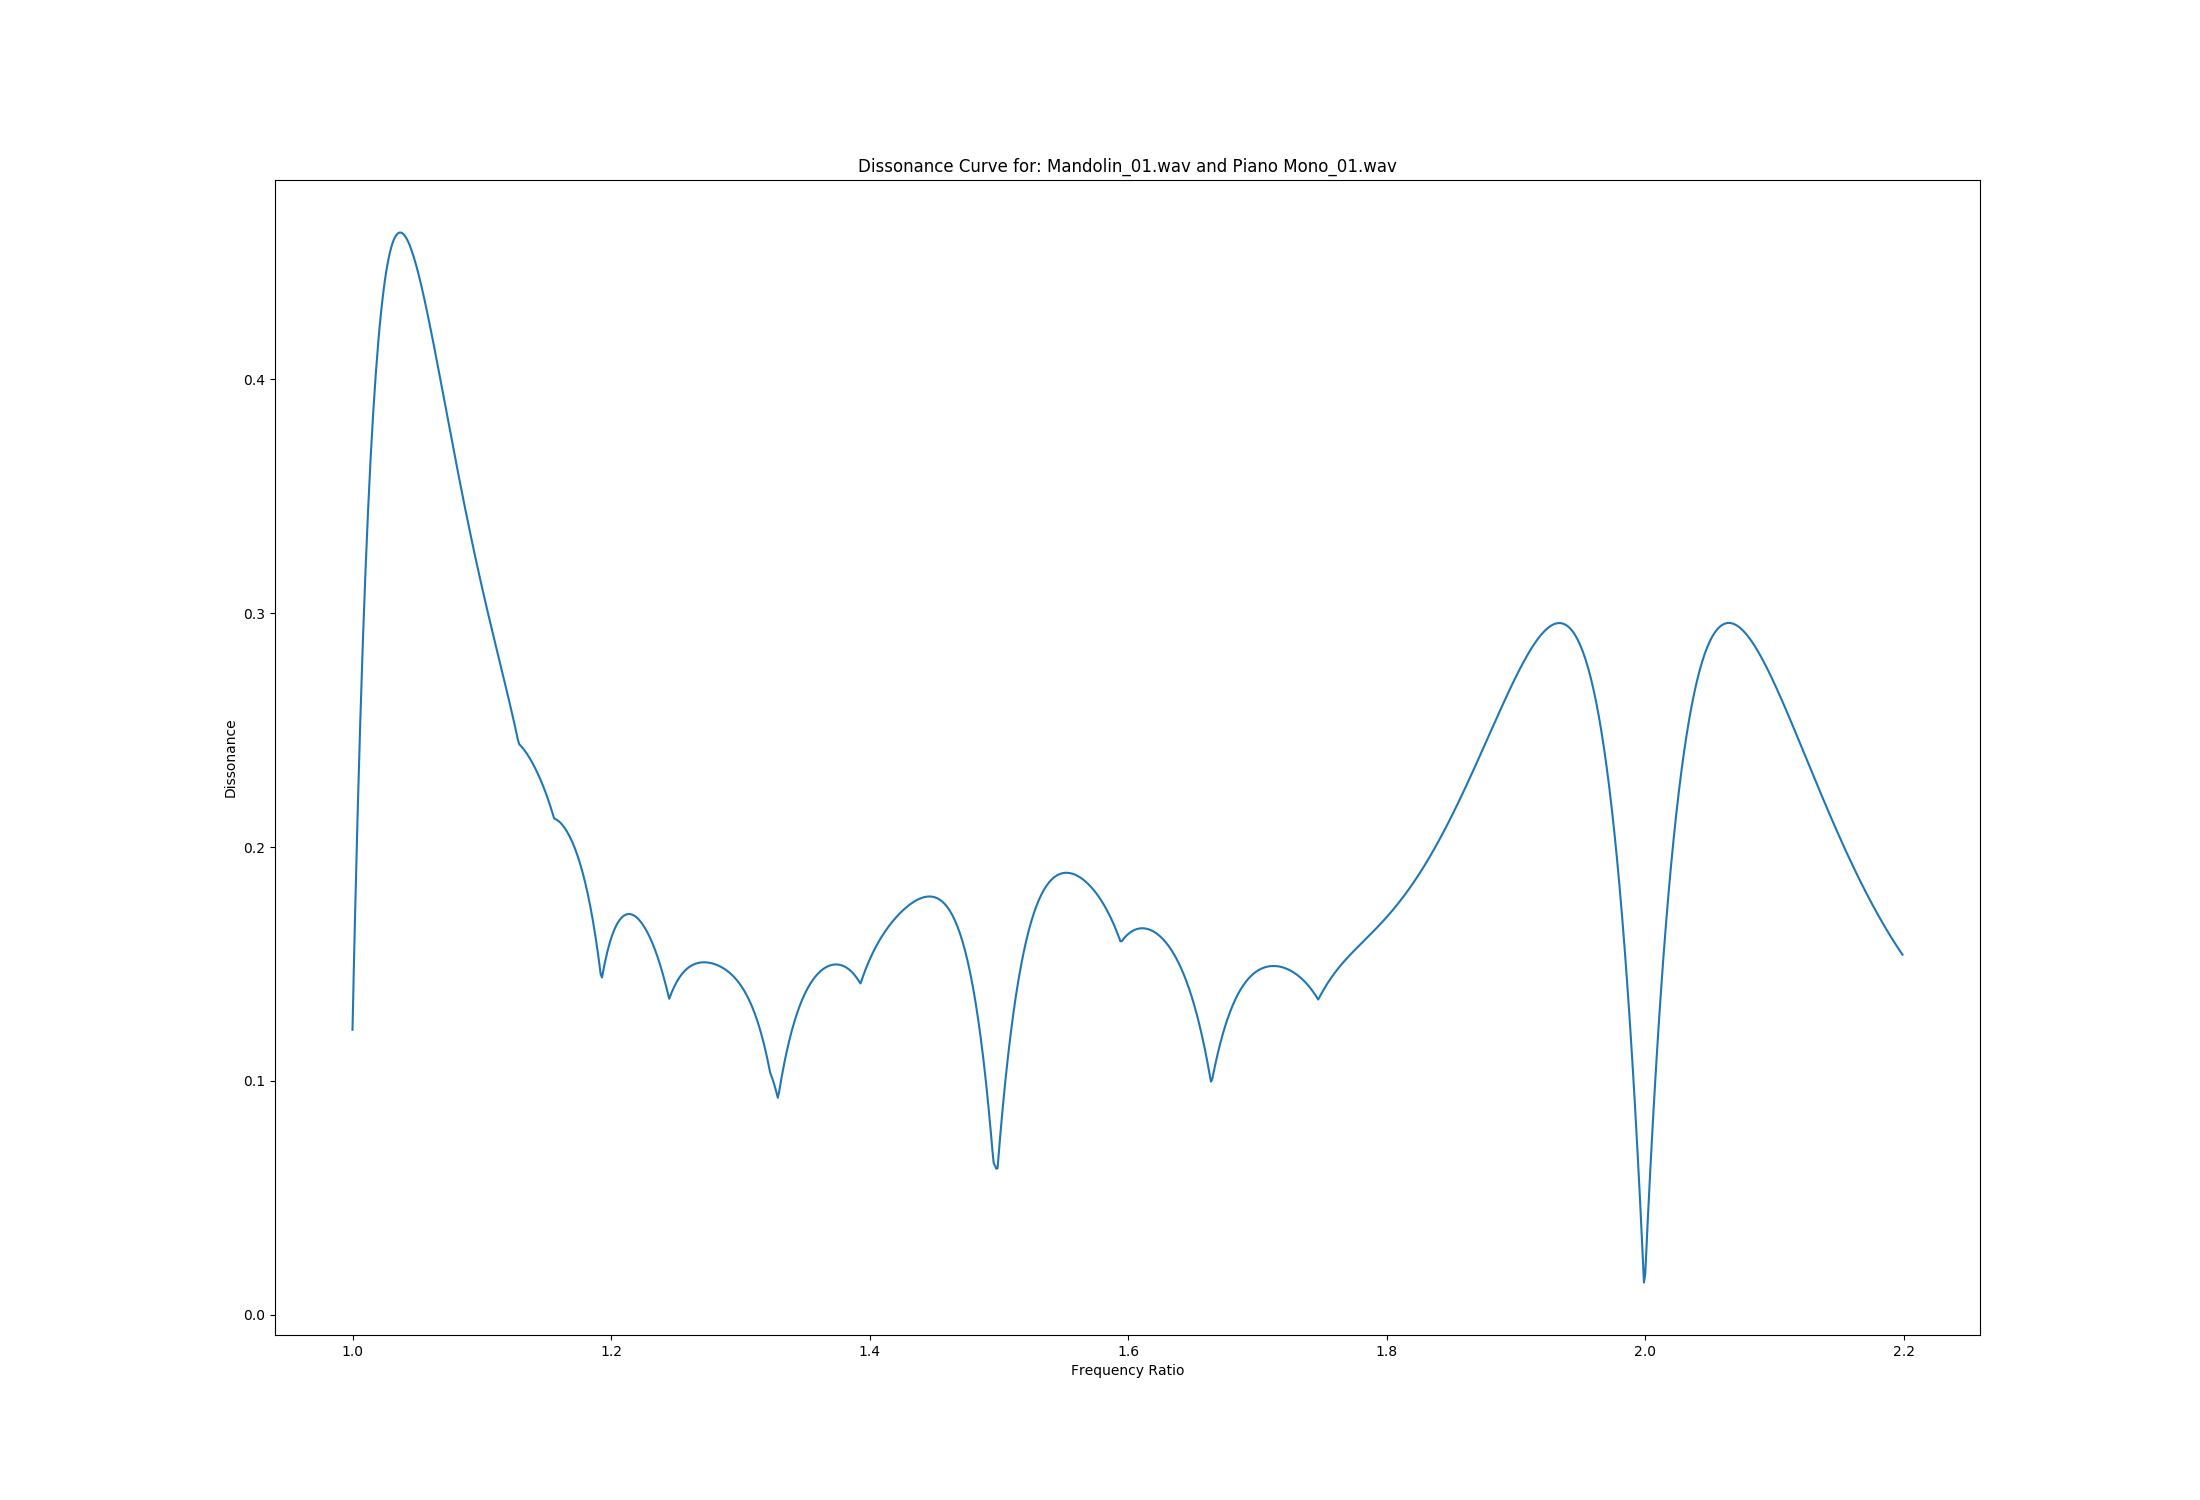 Dissonance Curve for: Mandolin_01.wav and Piano Mono_01.wav
Dissonance
0.4
0.3
0.2
0.1
0.0
1.0 1.2 1.4 1.6 1.8 2.0 2.2
Frequency Ratio